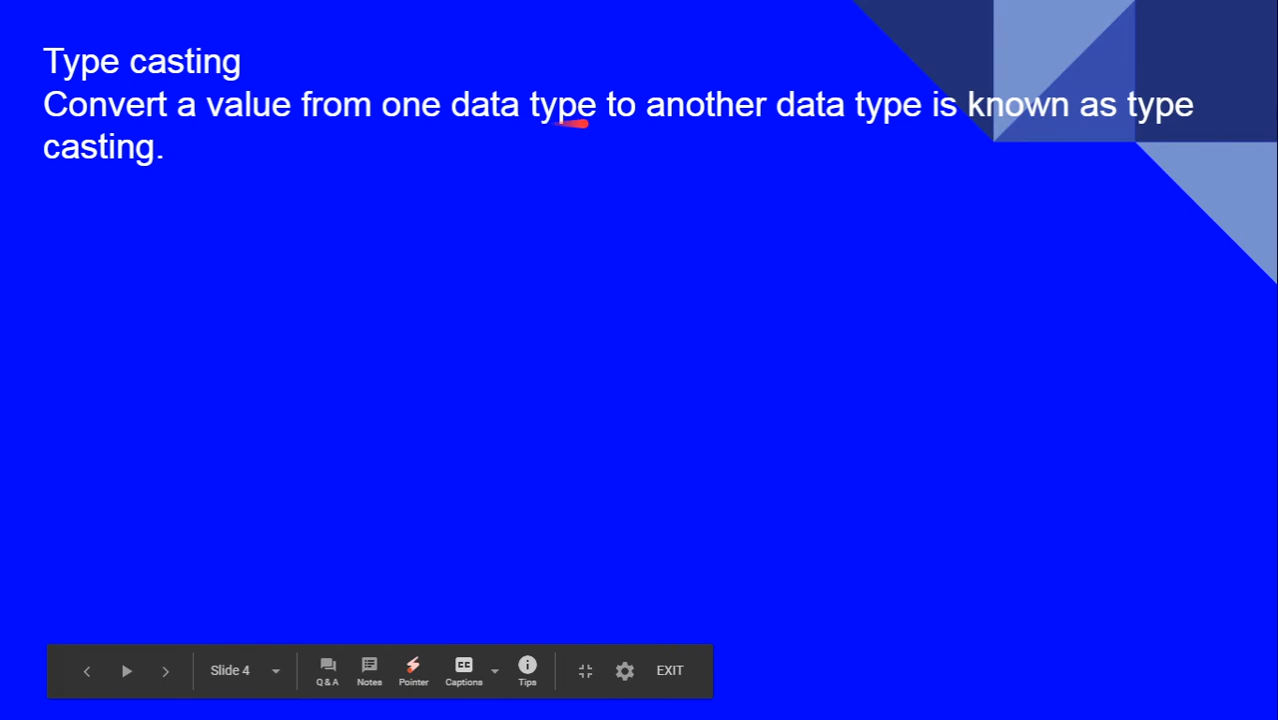 Type casting
Convert a value from one data type to another data type is known as type
casting.
Slide 4
Q & A
Notes
Pointer
CC
Captions
Tips
EXIT